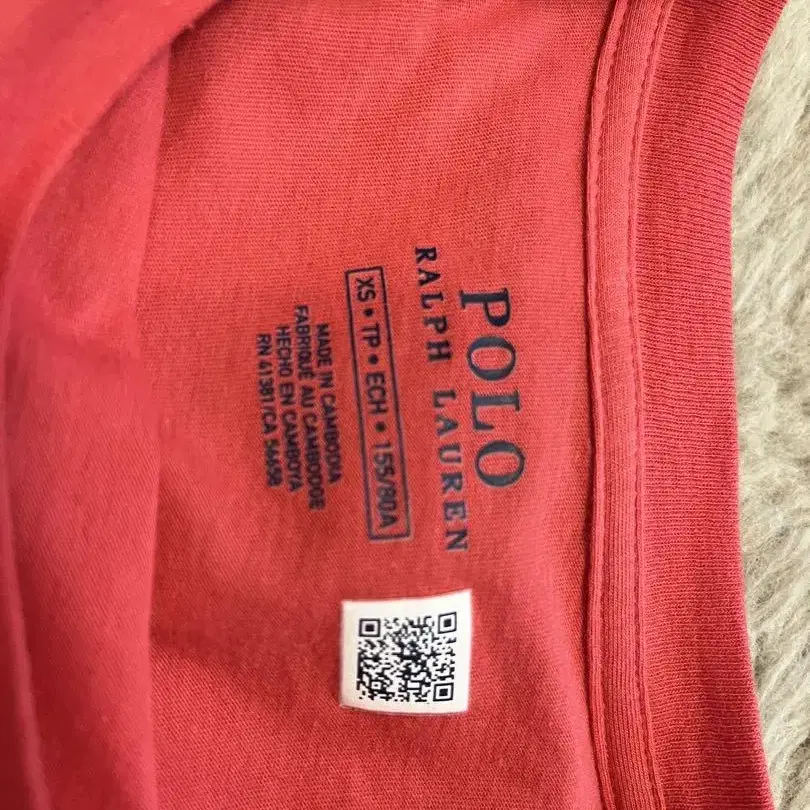 POLO
RALPH LAUREN
XS • TP • ECH • 155/80A
MADE IN CAMBODIA
FABRIQUÉ AU CAMBODGE
HECHO EN CAMBOYA
RN 41381/CA 56698